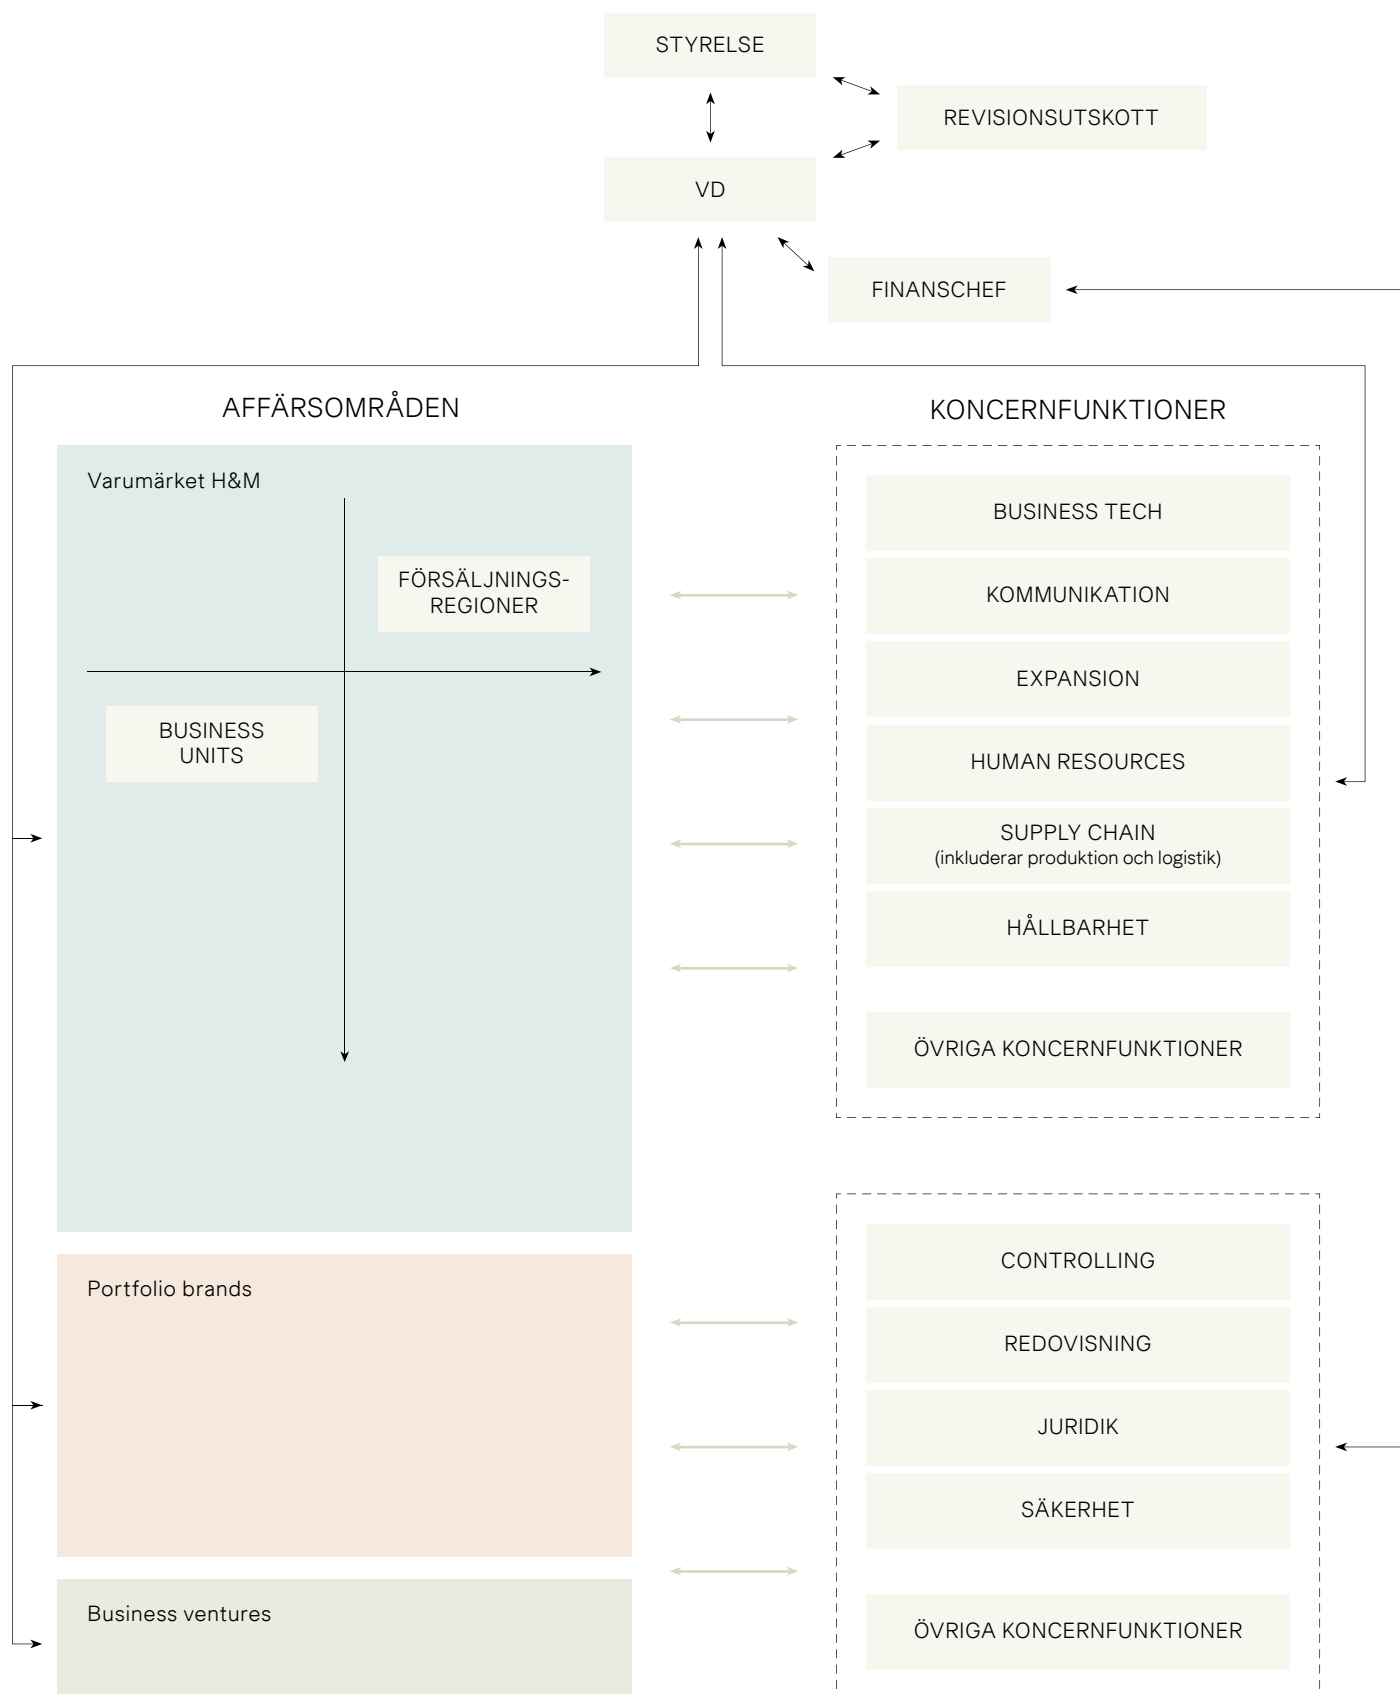 STYRELSE
REVISIONSUTSKOTT
VD
FINANSCHEF
AFFÄRSOMRÅDEN
Varumärket H&M
FÖRSÄLJNINGS-
REGIONER
BUSINESS
UNITS
Portfolio brands
Business ventures
KONCERNFUNKTIONER
BUSINESS TECH
KOMMUNIKATION
EXPANSION
HUMAN RESOURCES
SUPPLY CHAIN
(inkluderar produktion och logistik)
HÅLLBARHET
ÖVRIGA KONCERNFUNKTIONER
CONTROLLING
REDOVISNING
JURIDIK
SÄKERHET
ÖVRIGA KONCERNFUNKTIONER